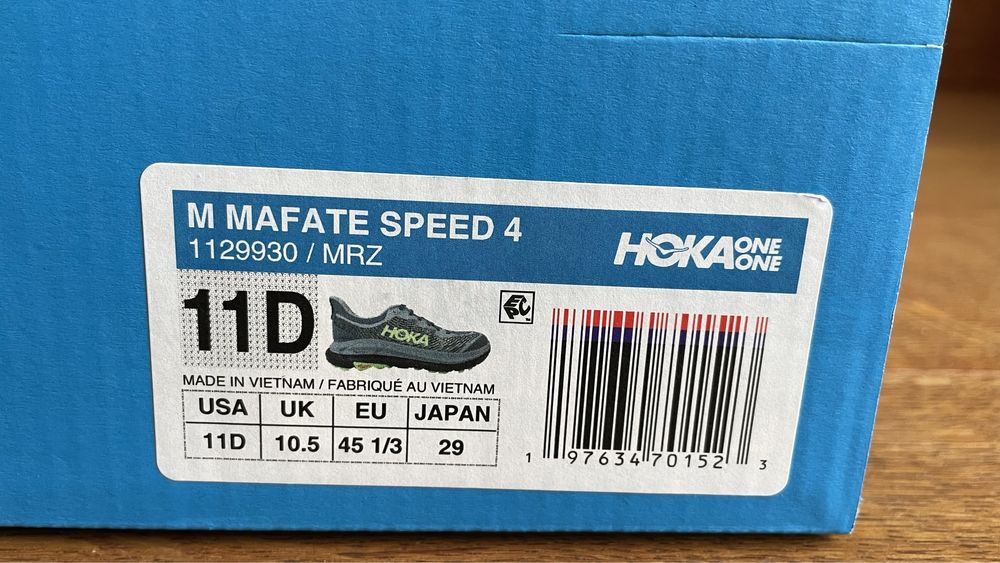 M MAFATE SPEED 4
1129930 / MRZ
HOKA ONE ONE
11D
HOKA
MADE IN VIETNAM / FABRIQUÉ AU VIETNAM
USA UK EU JAPAN
11D 10.5 45 1/3 29
1 97634 70152 3